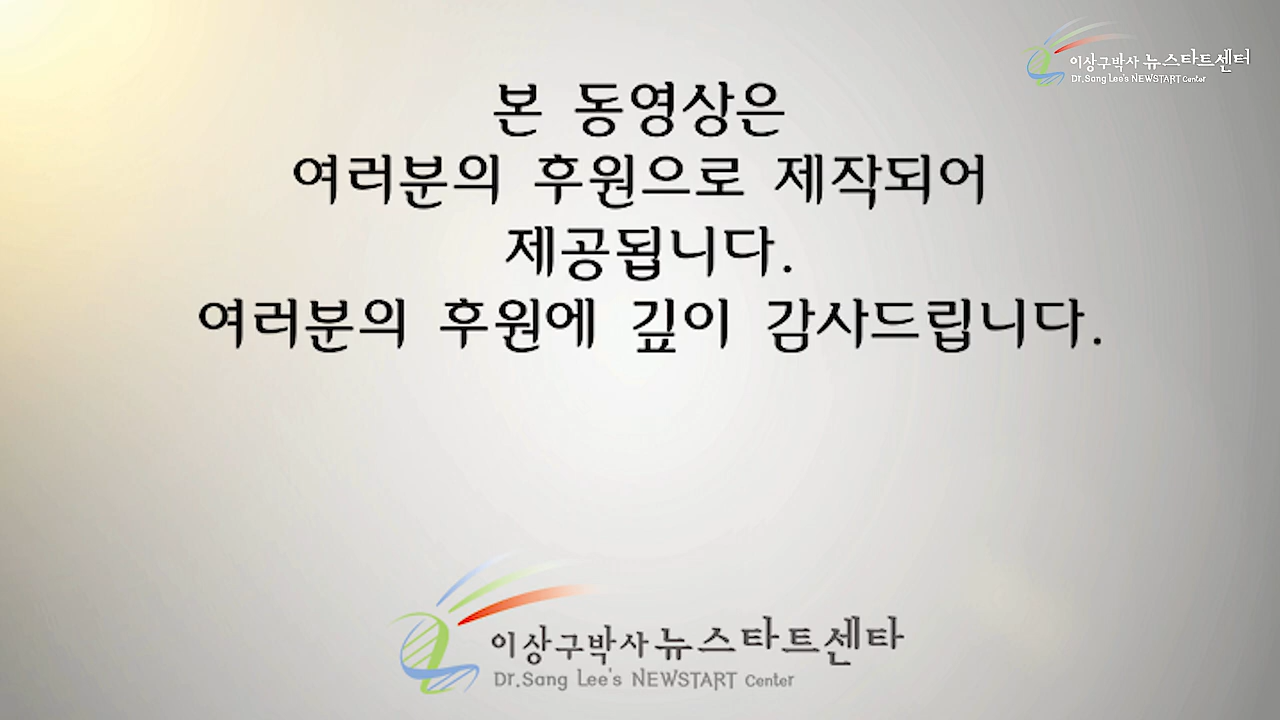 이상구박사 뉴스타트센터
Dr.Sang Lee's NEWSTART Center
본 동영상은
여러분의 후원으로 제작되어
제공됩니다.
여러분의 후원에 깊이 감사드립니다.
이상구박사 뉴스타트센타
Dr.Sang Lee's NEWSTART Center